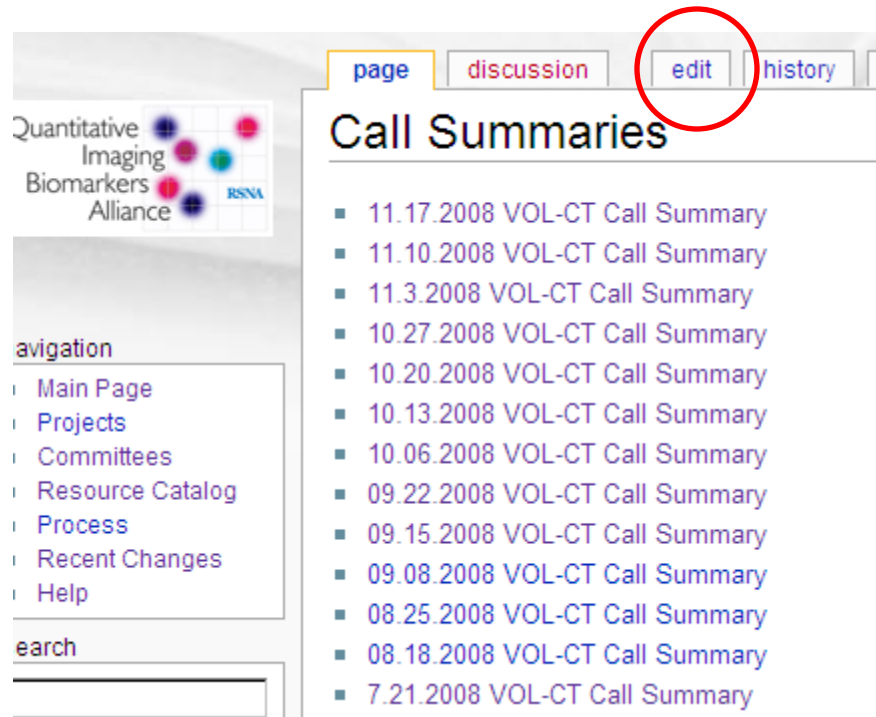 page discussion edit history
Quantitative
Imaging
Biomarkers
Alliance
RSNA
Call Summaries
11.17.2008 VOL-CT Call Summary
11.10.2008 VOL-CT Call Summary
11.3.2008 VOL-CT Call Summary
10.27.2008 VOL-CT Call Summary
10.20.2008 VOL-CT Call Summary
10.13.2008 VOL-CT Call Summary
10.06.2008 VOL-CT Call Summary
09.22.2008 VOL-CT Call Summary
09.15.2008 VOL-CT Call Summary
09.08.2008 VOL-CT Call Summary
08.25.2008 VOL-CT Call Summary
08.18.2008 VOL-CT Call Summary
7.21.2008 VOL-CT Call Summary
avigation
Main Page
Projects
Committees
Resource Catalog
Process
Recent Changes
Help
earch